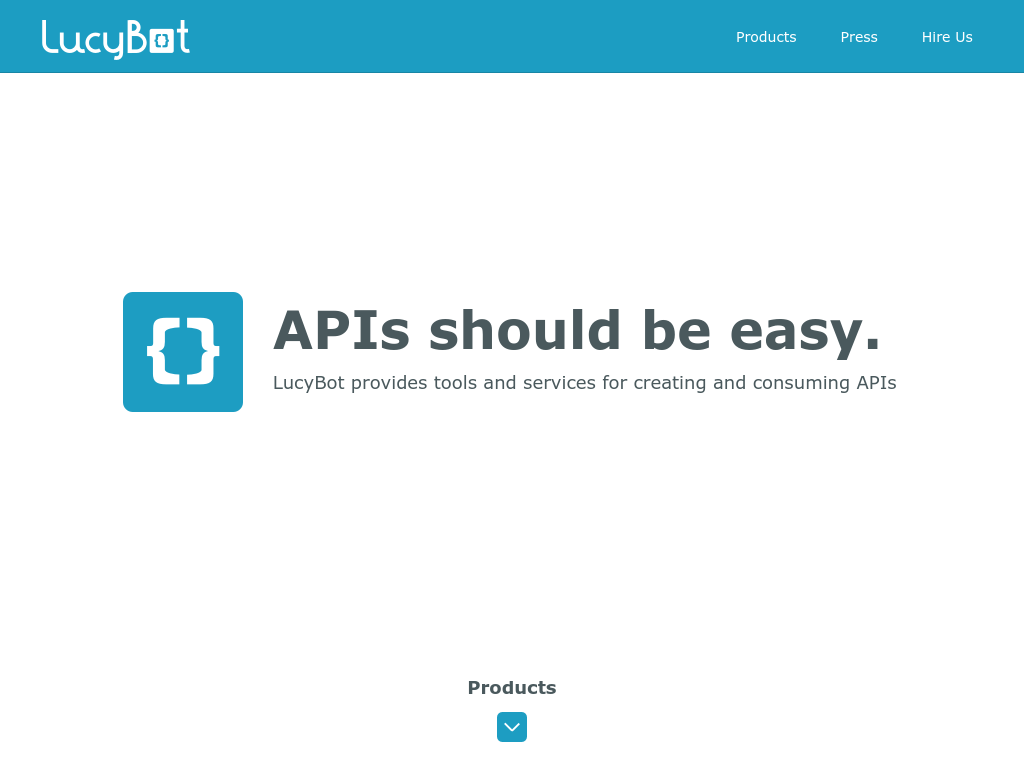 LucyBot
Products
Press
Hire Us
{}
APIs should be easy.
LucyBot provides tools and services for creating and consuming APIs
Products